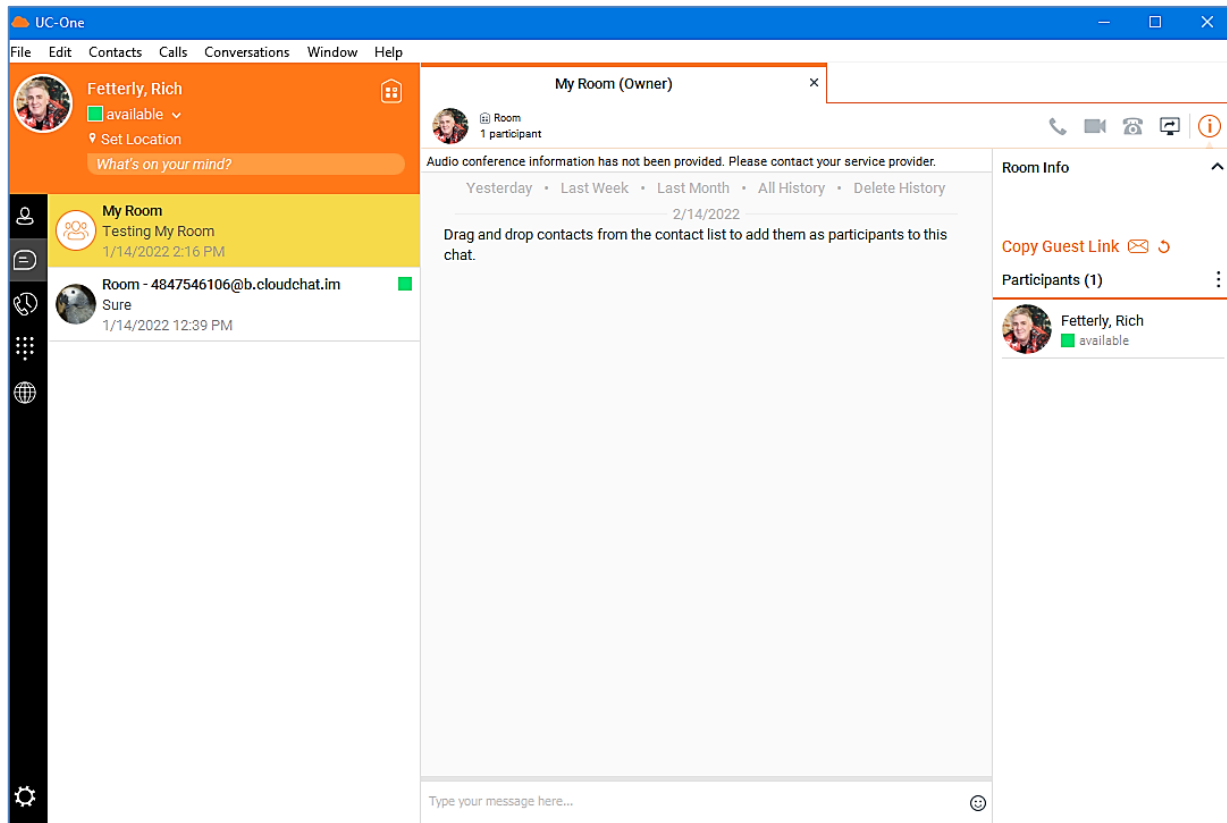 UC-One
File Edit Contacts Calls Conversations Window Help
Fetterly, Rich
available
Set Location
What's on your mind?
My Room
Testing My Room
1/14/2022 2:16 PM
Room - 4847546106@b.cloudchat.im
Sure
1/14/2022 12:39 PM
My Room (Owner)
Room
1 participant
Audio conference information has not been provided. Please contact your service provider.
Yesterday • Last Week • Last Month • All History • Delete History
2/14/2022
Drag and drop contacts from the contact list to add them as participants to this
chat.
Type your message here...
Room Info
Copy Guest Link
Participants (1)
Fetterly, Rich
available